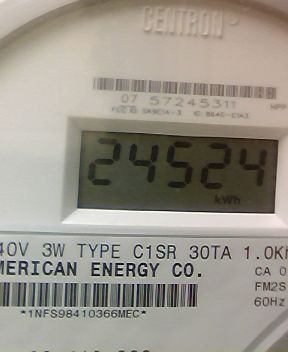 CENTRON®
07 57245311
24524
kWh
40V 3W TYPE C1SR 30TA 1.0Kh
MERICAN ENERGY CO.
CA 0
FM2S
60Hz
*1NFS98410366MEC*